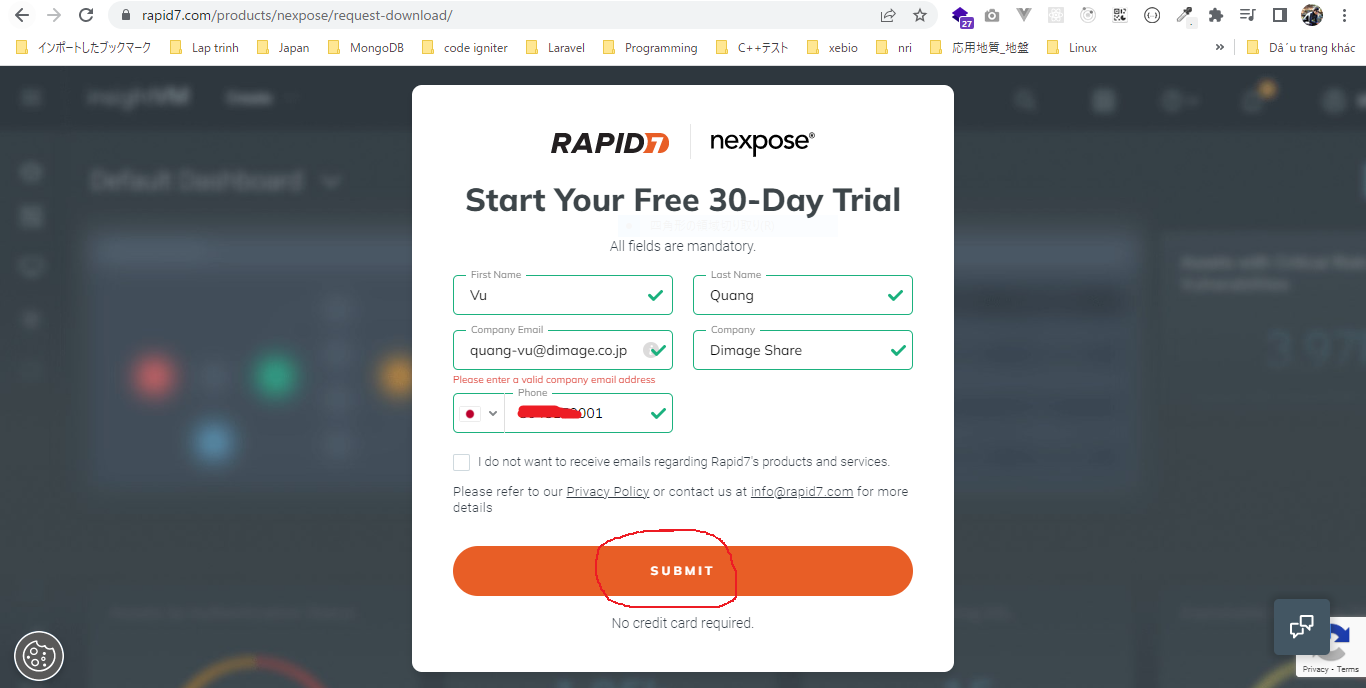 rapid7.com/products/nexpose/request-download/
27
インポートしたブックマーク
Lap trinh
Japan
MongoDB
code igniter
Laravel
Programming
C++テスト
xebio
nri
応用地質_地盤
Linux
»
Dấu trang khác
insightVM
Create
Default Dashboard
RAPID7
nexpose®
Start Your Free 30-Day Trial
All fields are mandatory.
First Name
Vu
Last Name
Quang
Company Email
quang-vu@dimage.co.jp
Company
Dimage Share
Please enter a valid company email address
Phone
001
I do not want to receive emails regarding Rapid7's products and services.
Please refer to our Privacy Policy or contact us at info@rapid7.com for more
details
SUBMIT
No credit card required.
Privacy - Terms